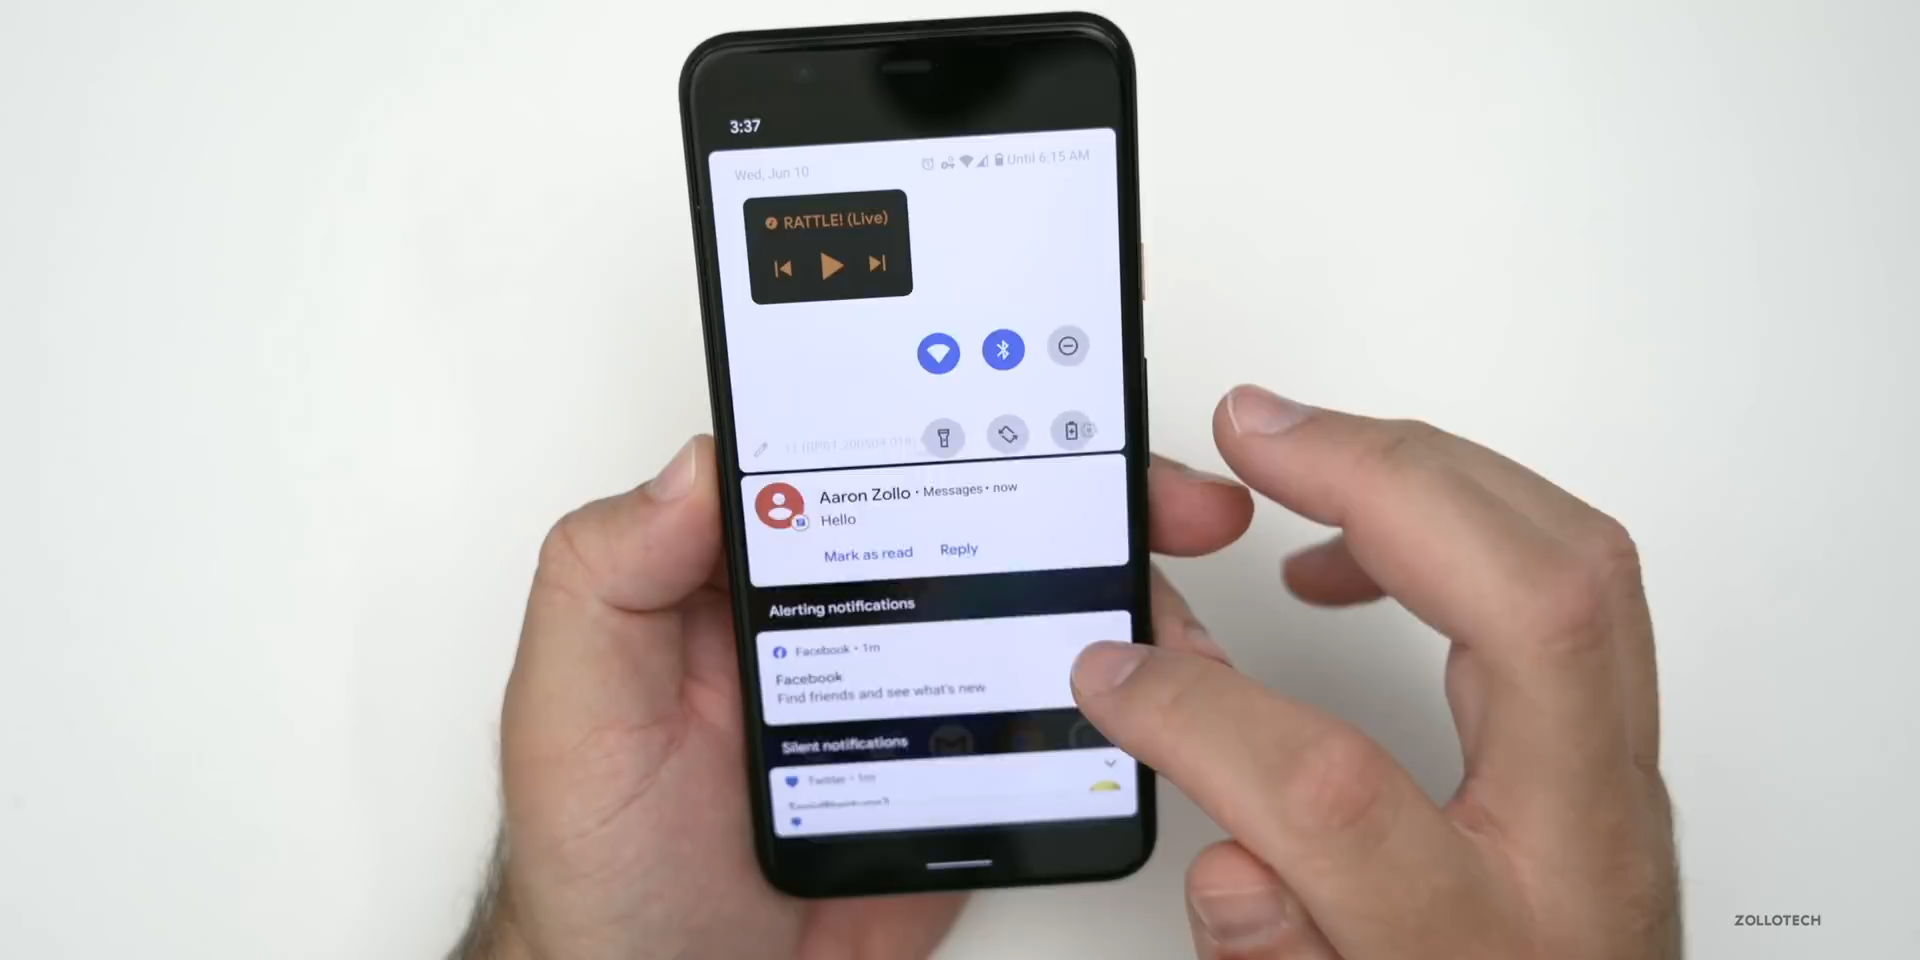 3:37
Wed, Jun 10
Until 6:15 AM
RATTLE! (Live)
Aaron Zollo · Messages · now
Hello
Mark as read
Reply
Alerting notifications
Facebook · 1m
Facebook
Find friends and see what's new
Silent notifications
Twitter · 1m
ZOLLOTECH